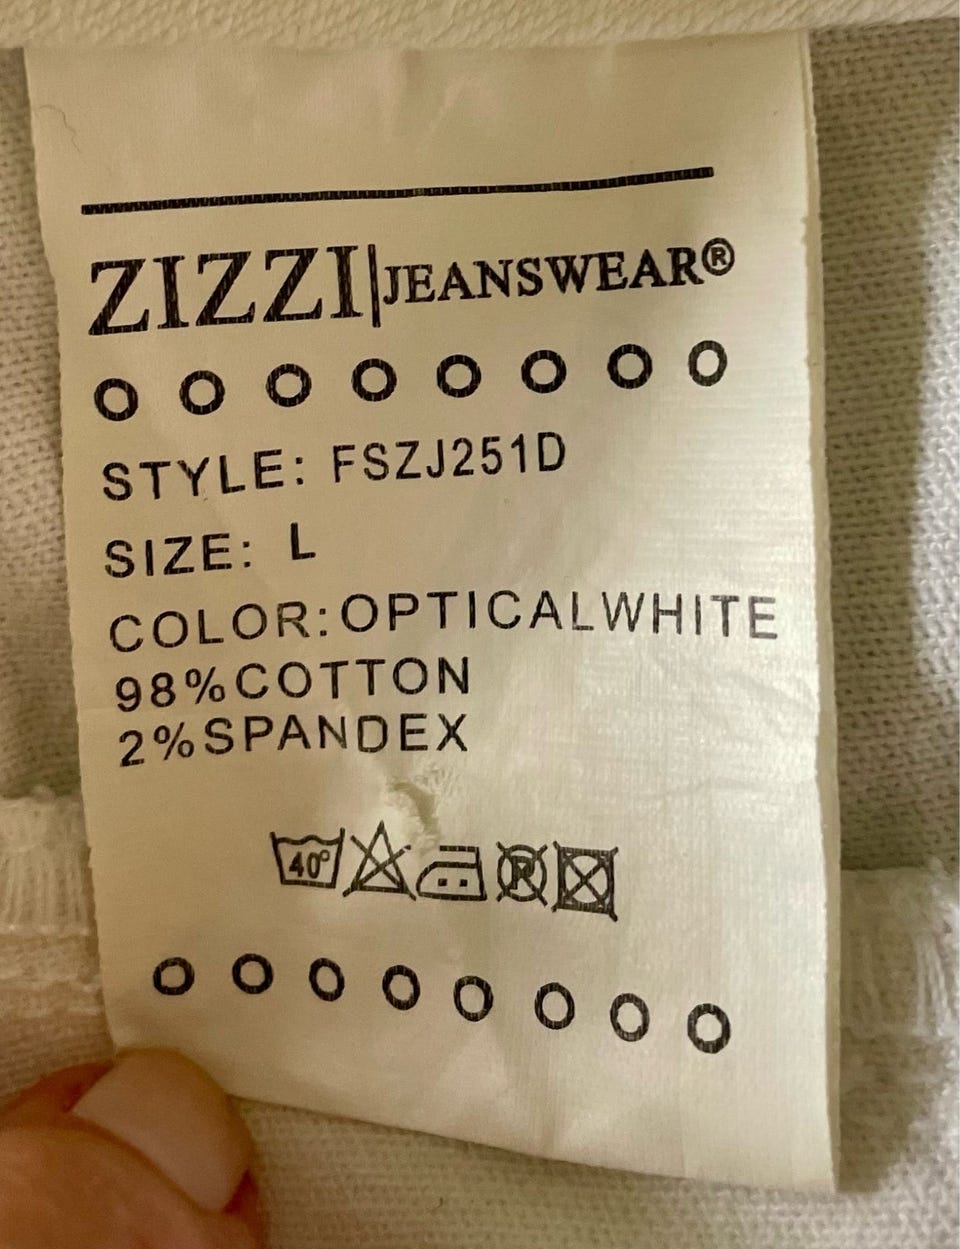 ZIZZI|JEANSWEAR®
STYLE: FSZJ251D
SIZE: L
COLOR:OPTICALWHITE
98%COTTON
2%SPANDEX
40° P